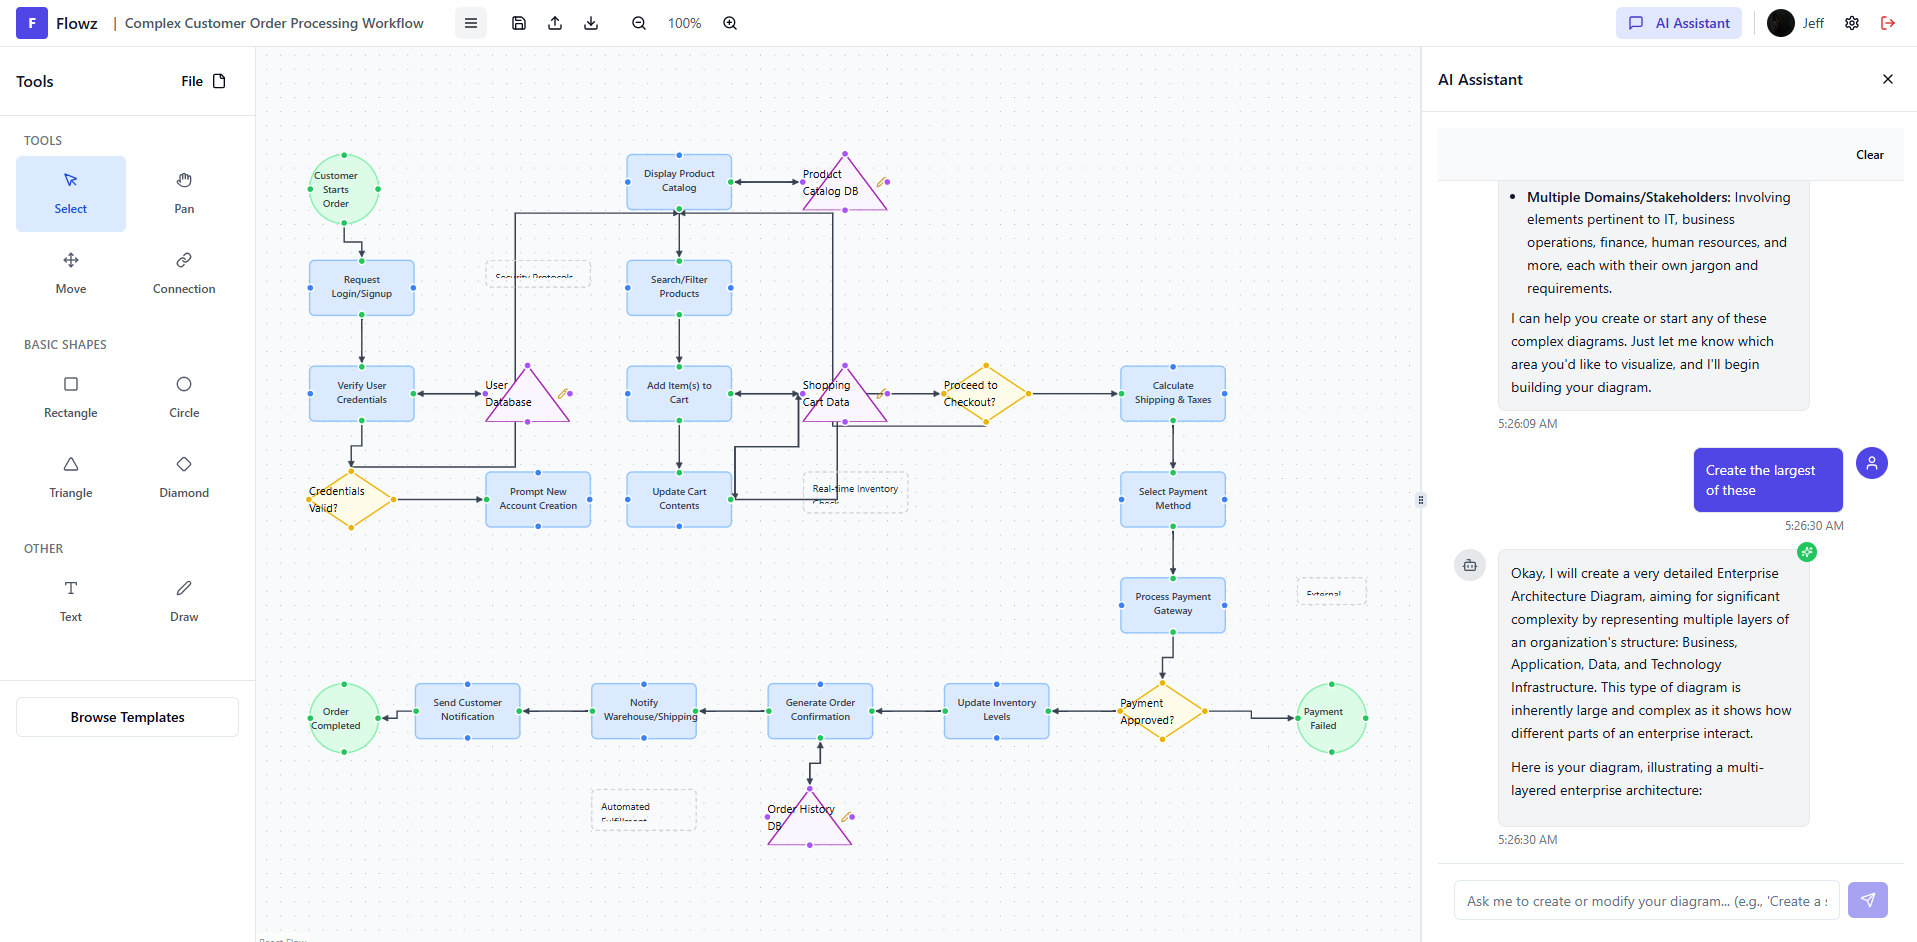 F Flowz | Complex Customer Order Processing Workflow
100%
AI Assistant
Jeff
Tools
File
TOOLS
Select
Pan
Move
Connection
BASIC SHAPES
Rectangle
Circle
Triangle
Diamond
OTHER
Text
Draw
Browse Templates
Customer
Starts
Order
Display Product
Catalog
Product
Catalog DB
Request
Login/Signup
Security Protocols
Search/Filter
Products
Verify User
Credentials
User
Database
Add Item(s) to
Cart
Shopping
Cart Data
Proceed to
Checkout?
Calculate
Shipping & Taxes
Credentials
Valid?
Prompt New
Account Creation
Update Cart
Contents
Real-time Inventory
Check
Select Payment
Method
Process Payment
Gateway
External
Order
Completed
Send Customer
Notification
Notify
Warehouse/Shipping
Generate Order
Confirmation
Update Inventory
Levels
Payment
Approved?
Payment
Failed
Automated
Fulfillment
Order History
DB
React Flow
AI Assistant
Clear
• Multiple Domains/Stakeholders: Involving
elements pertinent to IT, business
operations, finance, human resources, and
more, each with their own jargon and
requirements.
I can help you create or start any of these
complex diagrams. Just let me know which
area you'd like to visualize, and I'll begin
building your diagram.
5:26:09 AM
Create the largest
of these
5:26:30 AM
Okay, I will create a very detailed Enterprise
Architecture Diagram, aiming for significant
complexity by representing multiple layers of
an organization's structure: Business,
Application, Data, and Technology
Infrastructure. This type of diagram is
inherently large and complex as it shows how
different parts of an enterprise interact.
Here is your diagram, illustrating a multi-
layered enterprise architecture:
5:26:30 AM
Ask me to create or modify your diagram... (e.g., 'Create a s